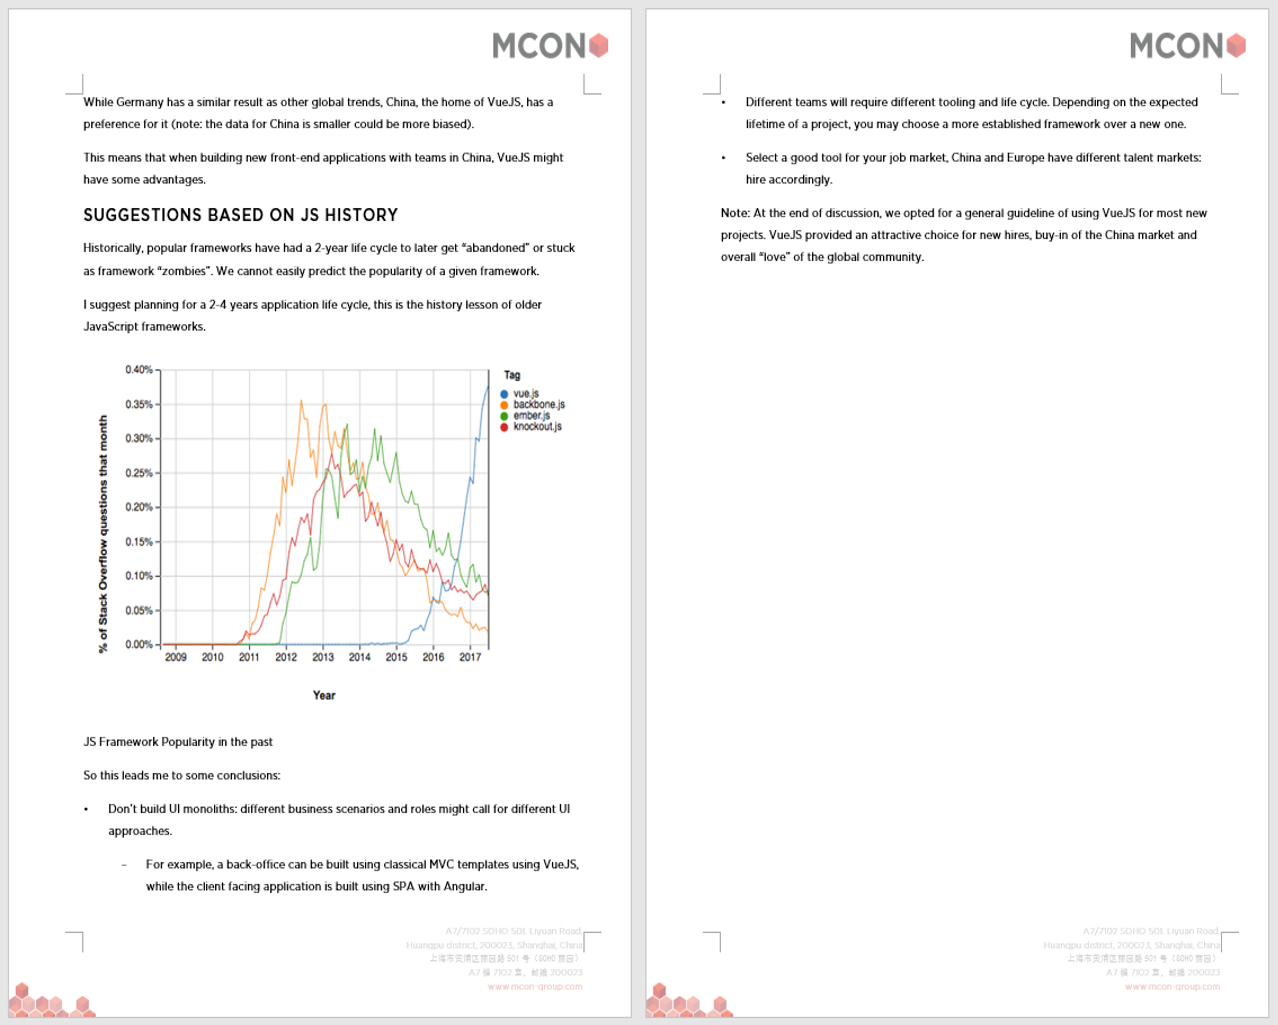 MCON
While Germany has a similar result as other global trends, China, the home of VueJS, has a
preference for it (note: the data for China is smaller could be more biased).
This means that when building new front-end applications with teams in China, VueJS might
have some advantages.
SUGGESTIONS BASED ON JS HISTORY
Historically, popular frameworks have had a 2-year life cycle to later get “abandoned” or stuck
as framework “zombies”. We cannot easily predict the popularity of a given framework.
I suggest planning for a 2-4 years application life cycle, this is the history lesson of older
JavaScript frameworks.
% of Stack Overflow questions that month
0.40%
0.35%
0.30%
0.25%
0.20%
0.15%
0.10%
0.05%
0.00%
2009 2010 2011 2012 2013 2014 2015 2016 2017
Year
Tag
vue.js
backbone.js
ember.js
knockout.js
JS Framework Popularity in the past
So this leads me to some conclusions:
• Don’t build UI monoliths: different business scenarios and roles might call for different UI
approaches.
– For example, a back-office can be built using classical MVC templates using VueJS,
while the client facing application is built using SPA with Angular.
A7/7102 SOHO 501. Liyuan Road,
Huangpu district, 200023, Shanghai, China
上海市黄浦区丽园路 501 号（SOHO 丽园）
A7 幢 7102 室，邮编 200023
www.mcon-group.com
MCON
• Different teams will require different tooling and life cycle. Depending on the expected
lifetime of a project, you may choose a more established framework over a new one.
• Select a good tool for your job market, China and Europe have different talent markets:
hire accordingly.
Note: At the end of discussion, we opted for a general guideline of using VueJS for most new
projects. VueJS provided an attractive choice for new hires, buy-in of the China market and
overall “love” of the global community.
A7/7102 SOHO 501. Liyuan Road,
Huangpu district, 200023, Shanghai, China
上海市黄浦区丽园路 501 号（SOHO 丽园）
A7 幢 7102 室，邮编 200023
www.mcon-group.com